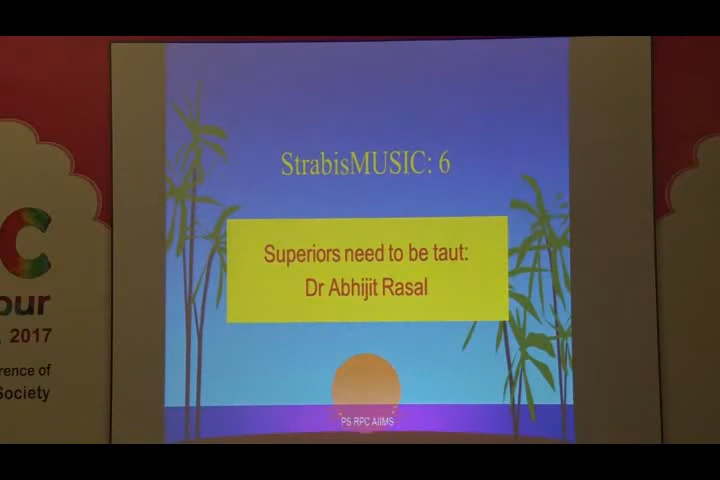 StrabisMUSIC: 6
Superiors need to be taut:
Dr Abhijit Rasal
PS RPC AIIMS
C
our
, 2017
rence of
Society